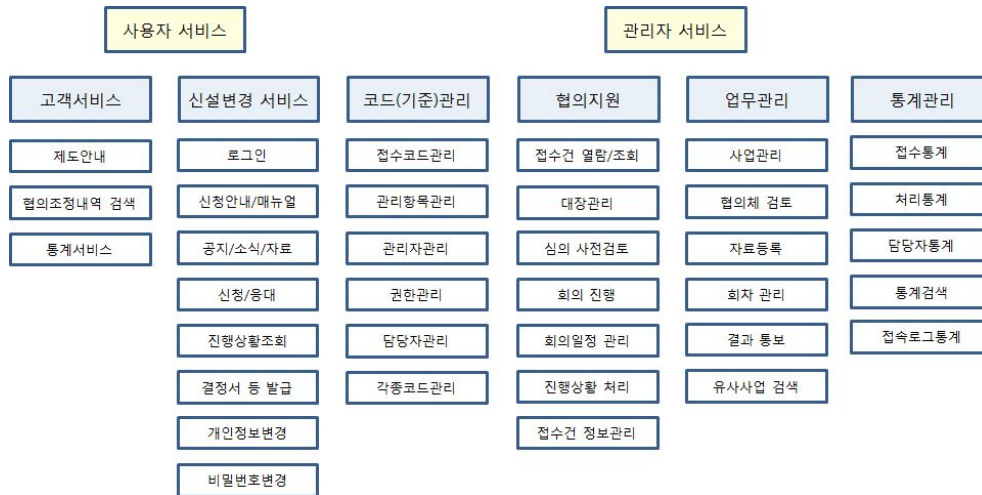 사용자 서비스
관리자 서비스
고객서비스
신설변경 서비스
코드(기준)관리
협의지원
업무관리
통계관리
제도안내
로그인
접수코드관리
접수건 열람/조회
사업관리
접수통계
협의조정내역 검색
신청안내/매뉴얼
관리항목관리
대장관리
협의체 검토
처리통계
통계서비스
공지/소식/자료
관리자관리
심의 사전검토
자료등록
담당자통계
신청/응대
권한관리
회의 진행
회차 관리
통계검색
진행상황조회
담당자관리
회의일정 관리
결과 통보
접속로그통계
결정서 등 발급
각종코드관리
진행상황 처리
유사사업 검색
개인정보변경
접수건 정보관리
비밀번호변경